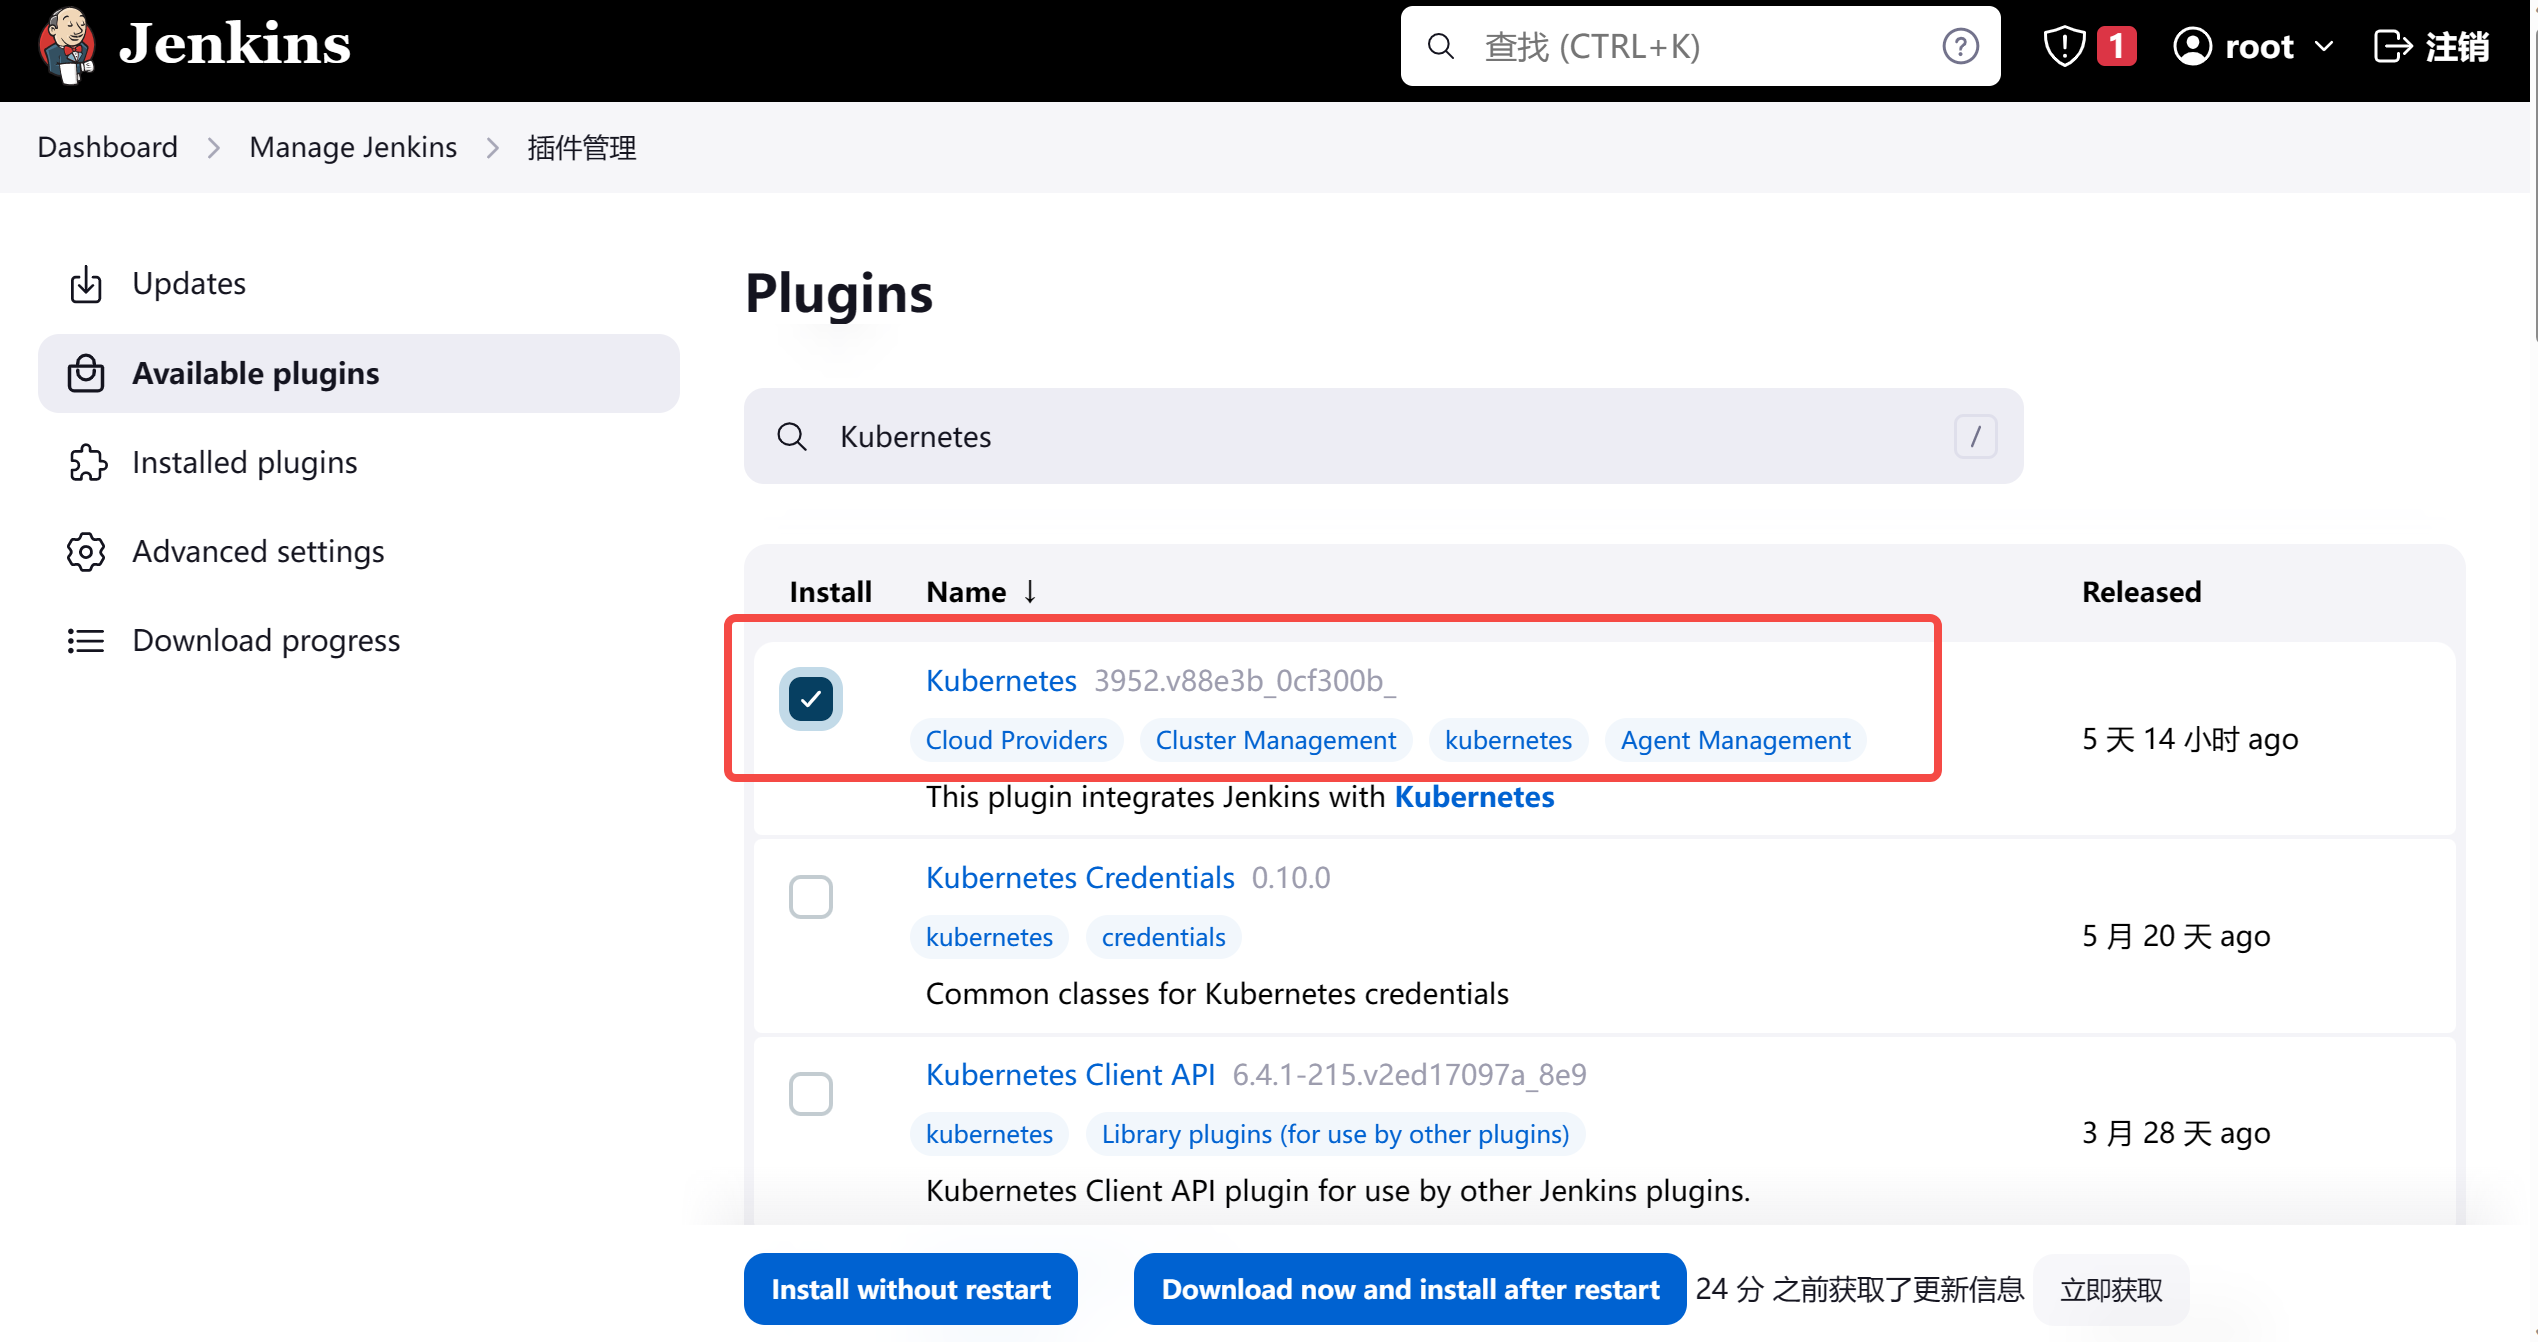 Jenkins
查找 (CTRL+K)
?
1
root
注销
Dashboard
Manage Jenkins
插件管理
Updates
Available plugins
Installed plugins
Advanced settings
Download progress
Plugins
Kubernetes
/
Install Name ↓ Released
Kubernetes 3952.v88e3b_0cf300b_
Cloud Providers Cluster Management kubernetes Agent Management
This plugin integrates Jenkins with Kubernetes
5 天 14 小时 ago
Kubernetes Credentials 0.10.0
kubernetes credentials
Common classes for Kubernetes credentials
5 月 20 天 ago
Kubernetes Client API 6.4.1-215.v2ed17097a_8e9
kubernetes Library plugins (for use by other plugins)
Kubernetes Client API plugin for use by other Jenkins plugins.
3 月 28 天 ago
Install without restart
Download now and install after restart
24 分 之前获取了更新信息
立即获取